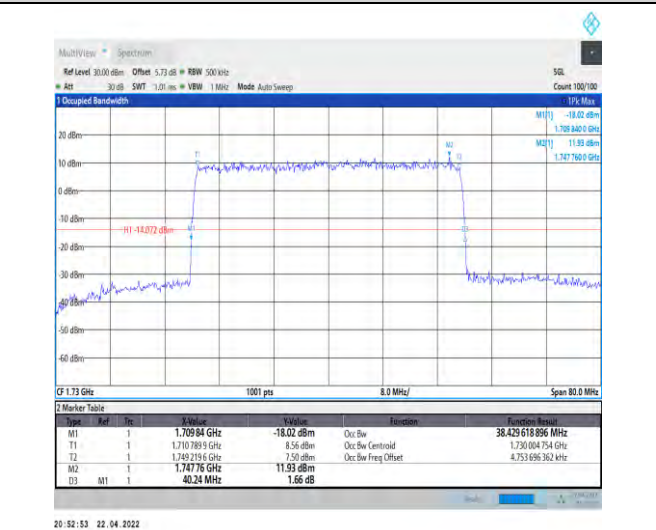 MultiView Spectrum
Ref Level 30.00 dBm Offset 5.73 dB RBW 500 kHz SGL
Att 30 dB SWT 1.01 ms VBW 1 MHz Mode Auto Sweep Count 100/100
1 Occupied Bandwidth 1Pk Max
M1[1] -18.02 dBm
1.709 840 0 GHz
M2[1] 11.93 dBm
1.747 760 0 GHz
20 dBm
M2
T1
10 dBm
0 dBm
-10 dBm
H1 -14.072 dBm M1 D3
-20 dBm
-30 dBm
-40 dBm
-50 dBm
-60 dBm
CF 1.73 GHz 1001 pts 8.0 MHz/ Span 80.0 MHz
2 Marker Table
Type Ref Trc X-Value Y-Value Function Function Result
M1 1 1.70984 GHz -18.02 dBm Occ Bw 38.429 618 896 MHz
T1 1 1.710 789 9 GHz 8.56 dBm Occ Bw Centroid 1.730 004 754 GHz
T2 1 1.749 219 6 GHz 7.50 dBm Occ Bw Freq Offset 4.753 696 362 kHz
M2 1 1.74776 GHz 11.93 dBm
D3 M1 1 40.24 MHz 1.66 dB
20:52:53 22.04.2022